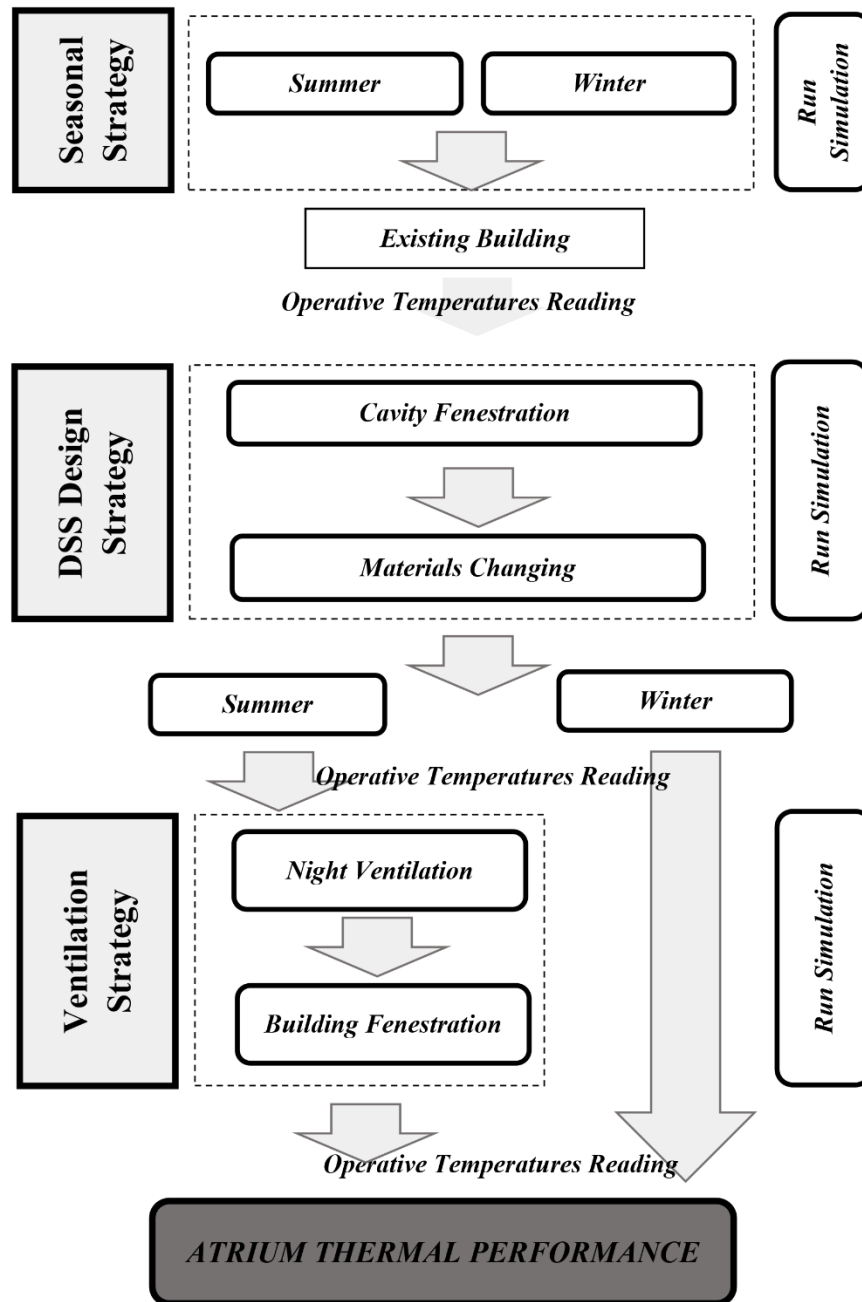 Seasonal
Strategy
Summer
Winter
Run
Simulation
Existing Building
Operative Temperatures Reading
DSS Design
Strategy
Cavity Fenestration
Materials Changing
Run Simulation
Summer
Winter
Operative Temperatures Reading
Ventilation
Strategy
Night Ventilation
Building Fenestration
Run Simulation
Operative Temperatures Reading
ATRIUM THERMAL PERFORMANCE